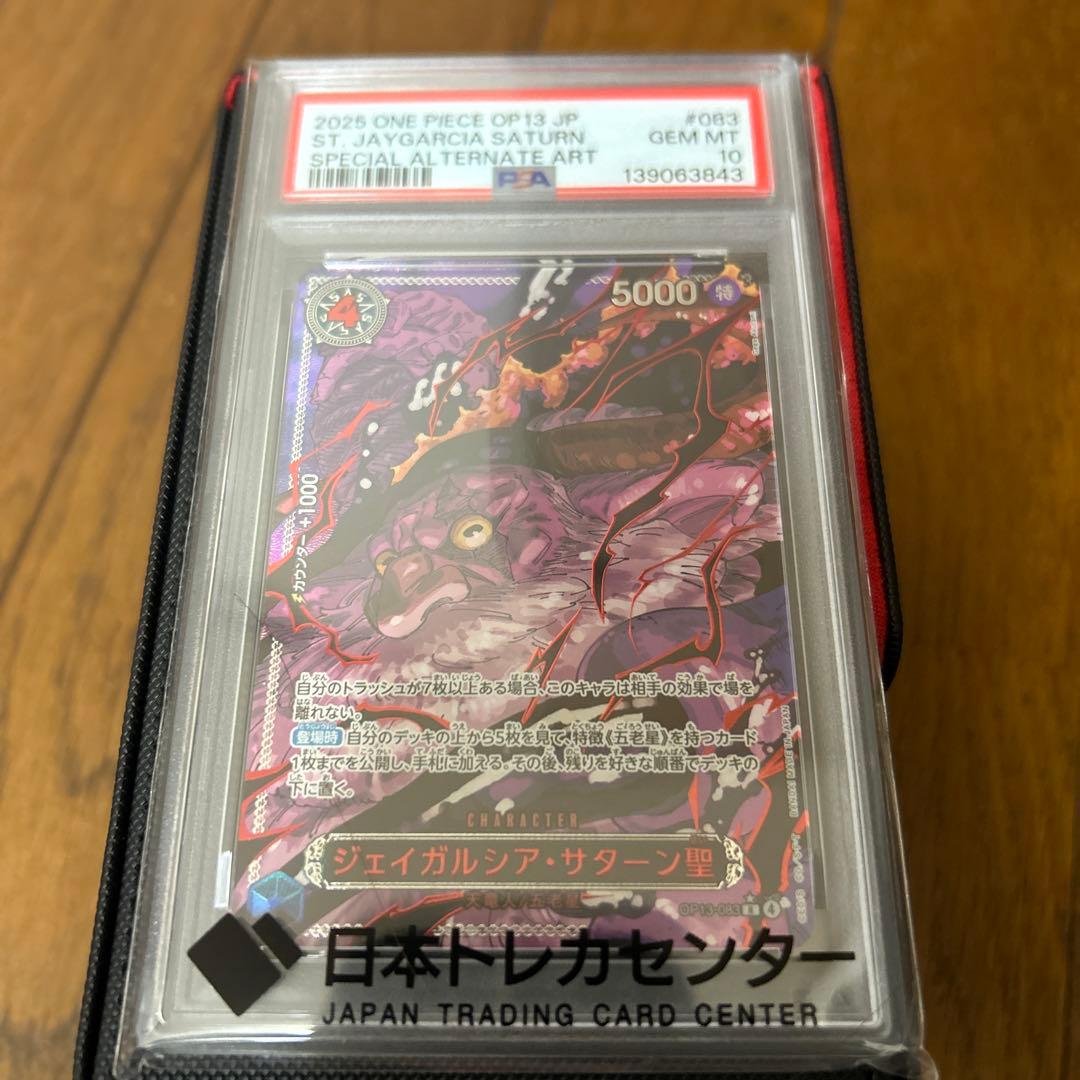 2025 ONE PIECE OP13 JP #083
ST. JAYGARCIA SATURN GEM MT
SPECIAL ALTERNATE ART 10
PSA 139063843
4
5000 特
カウンター +1000
自分のトラッシュが7枚以上ある場合、このキャラは相手の効果で場を
離れない。
登場時 自分のデッキの上から5枚を見て、特徴《五老星》を持つカード
1枚までを公開し、手札に加える。その後、残りを好きな順番でデッキの
下に置く。
CHARACTER
ジェイガルシア・サターン聖
天竜人/五老星
OP13-083 R 4
BANDAI MADE IN JAPAN
日本トレカセンター
JAPAN TRADING CARD CENTER